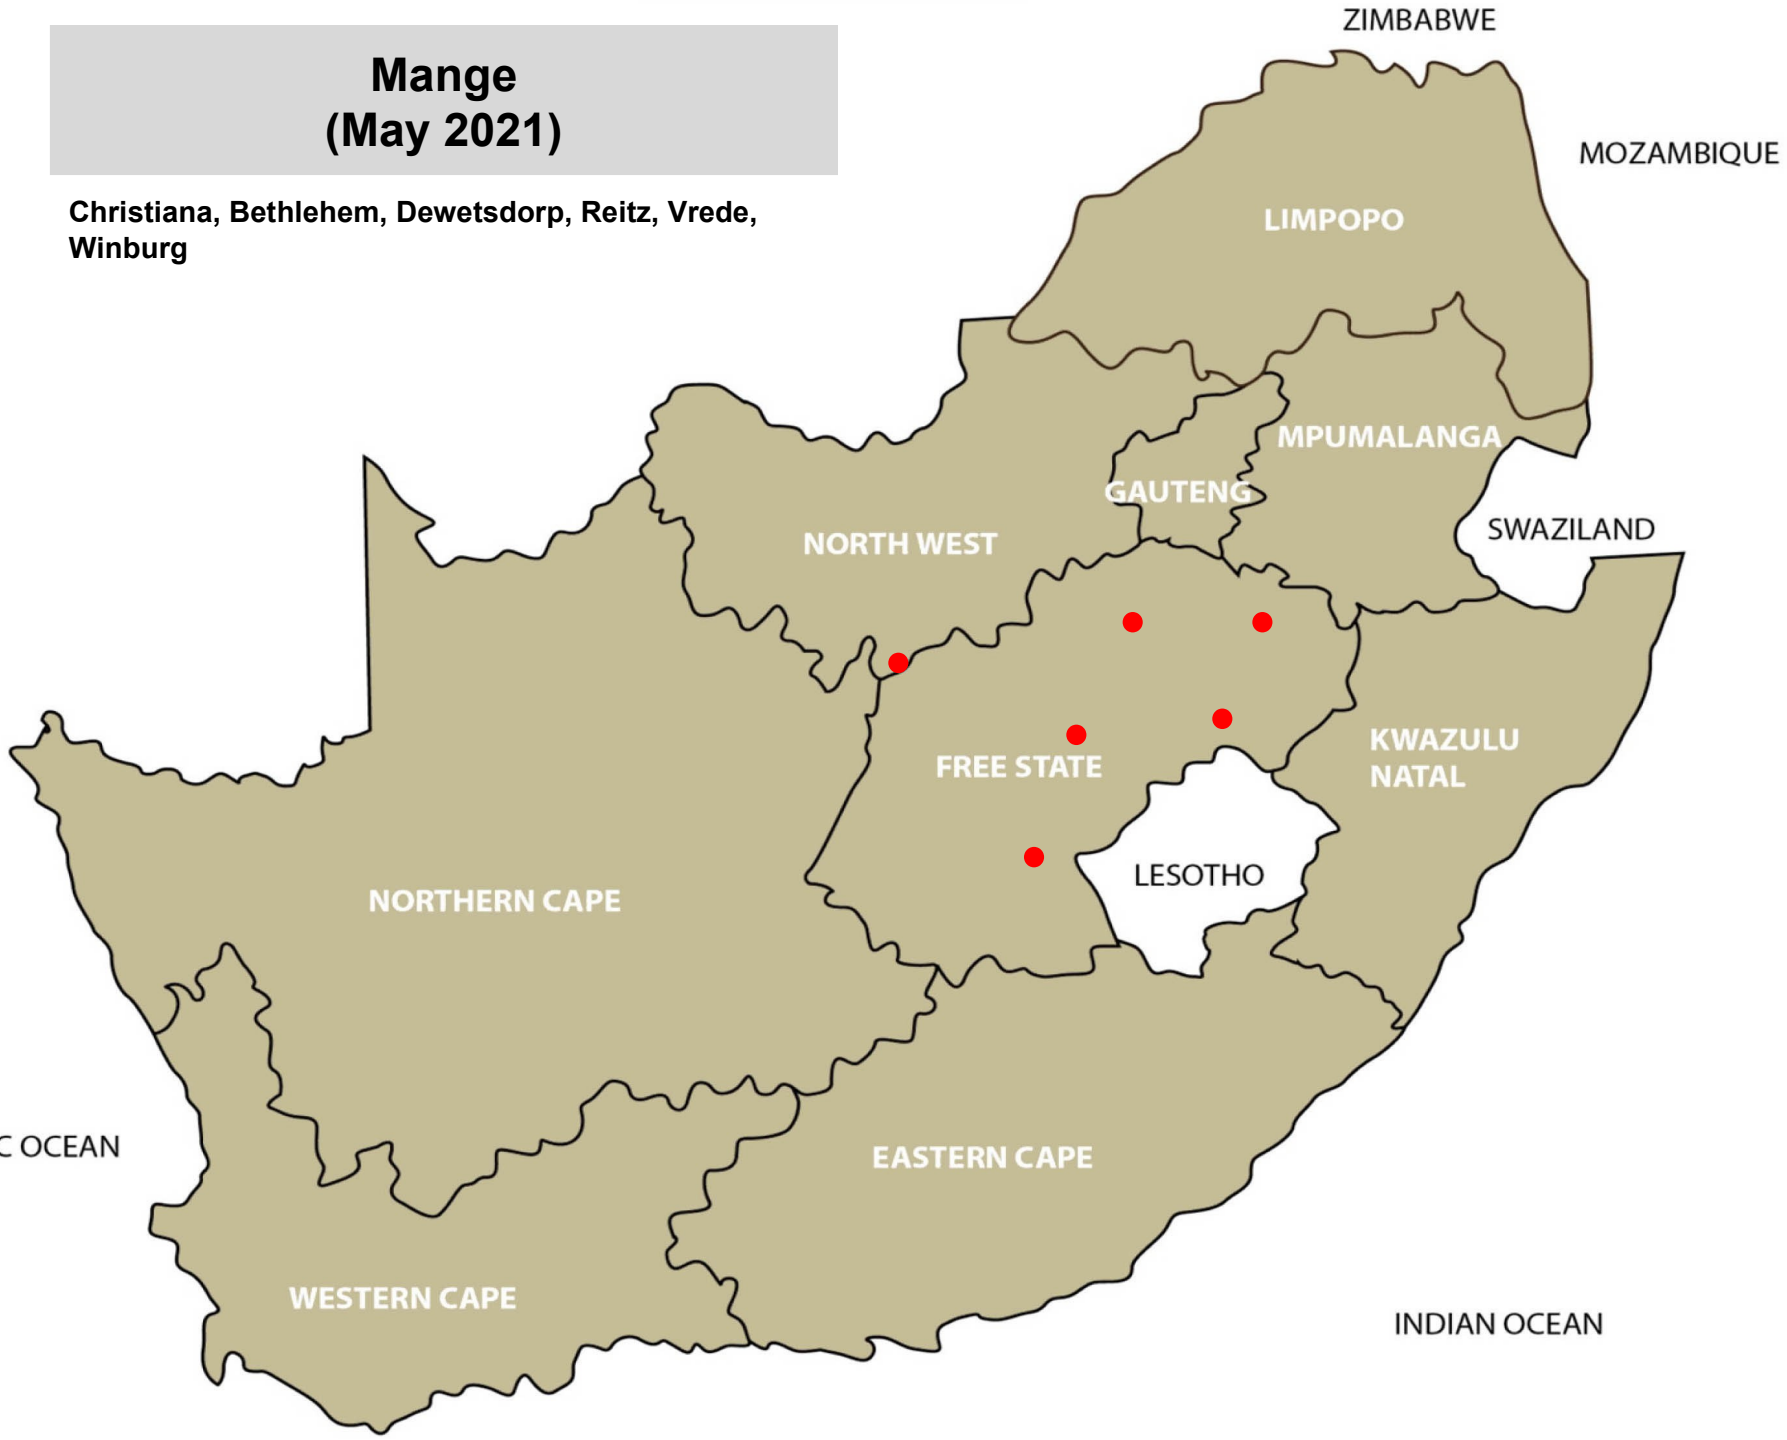 Mange
(May 2021)
Christiana, Bethlehem, Dewetsdorp, Reitz, Vrede,
Winburg
ZIMBABWE
MOZAMBIQUE
LIMPOPO
MPUMALANGA
GAUTENG
SWAZILAND
NORTH WEST
KWAZULU
NATAL
FREE STATE
LESOTHO
NORTHERN CAPE
C OCEAN
EASTERN CAPE
WESTERN CAPE
INDIAN OCEAN